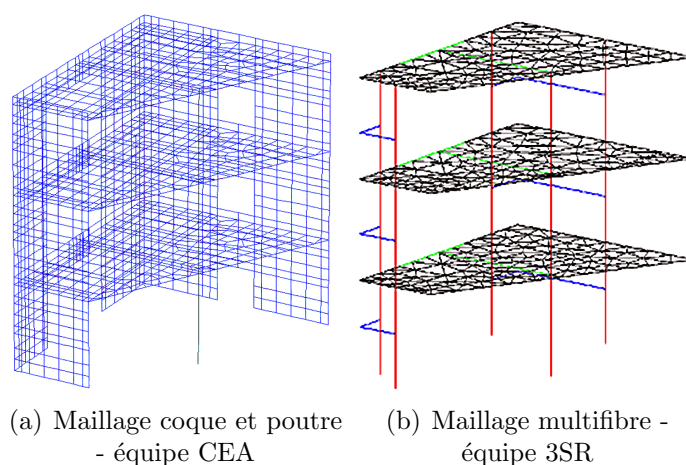 (a) Maillage coque et poutre
- équipe CEA
(b) Maillage multifibre -
équipe 3SR